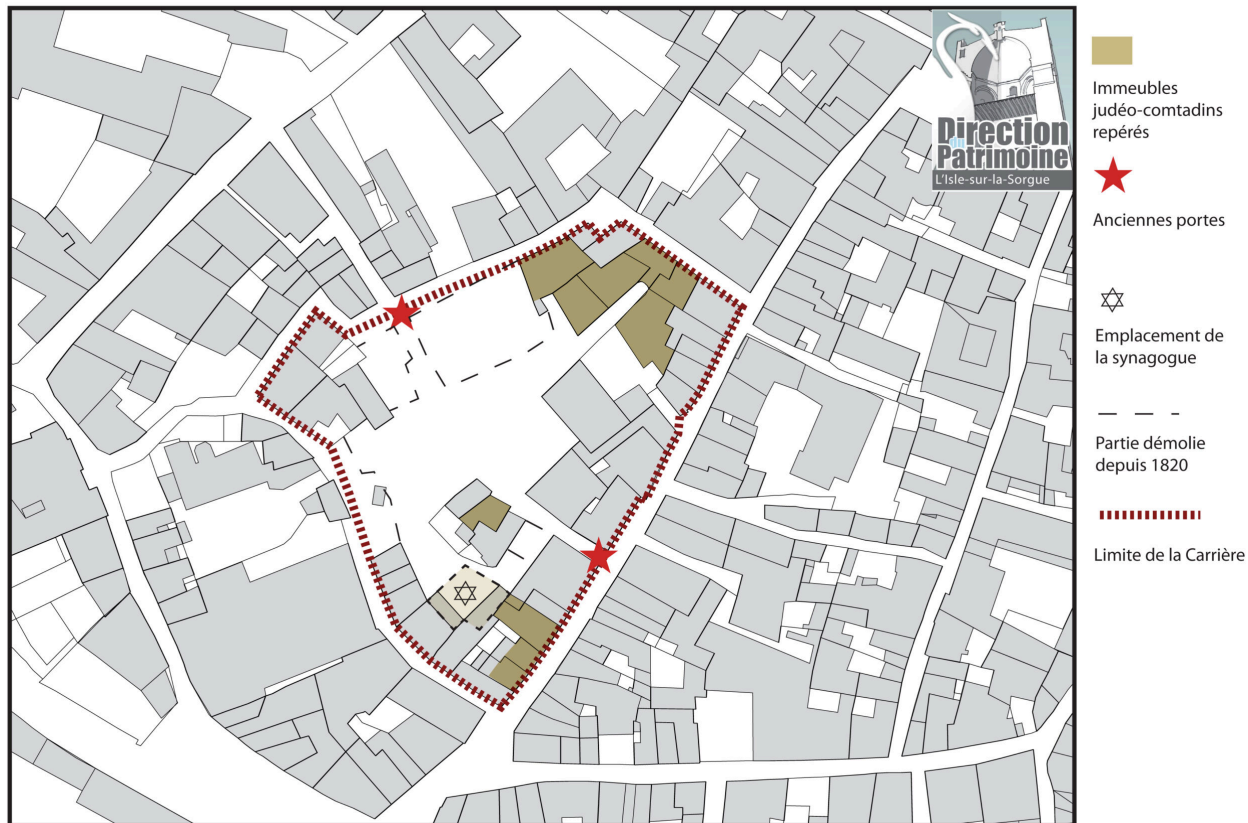 Direction
du
Patrimoine
L'Isle-sur-la-Sorgue
Immeubles
judéo-comtadins
repérés
Anciennes portes
Emplacement de
la synagogue
Partie démolie
depuis 1820
Limite de la Carrière